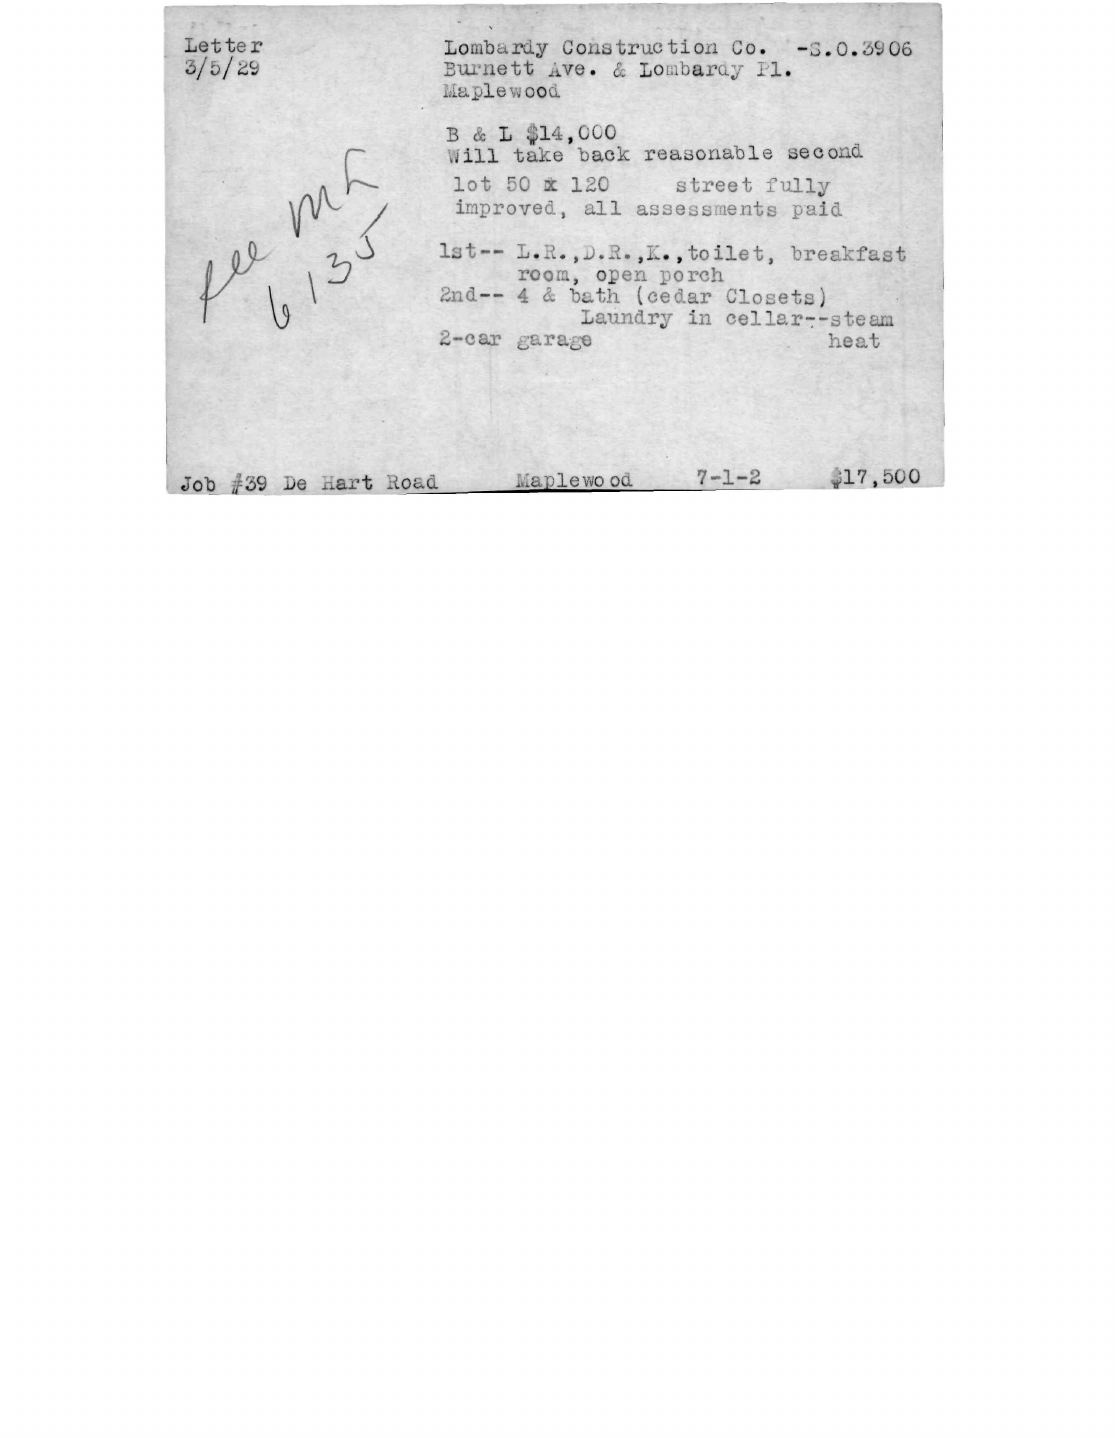 Letter
3/5/29
Lombardy Construction Co. -S.O.3906
Burnett Ave. & Lombardy Pl.
Maplewood
B & L $14,000
Will take back reasonable second
lot 50 x 120 street fully
improved, all assessments paid
see ML
6135
1st-- L.R.,D.R.,K.,toilet, breakfast
room, open porch
2nd-- 4 & bath (cedar Closets)
Laundry in cellar--steam
2-car garage heat
Job #39 De Hart Road Maplewood 7-1-2 $17,500